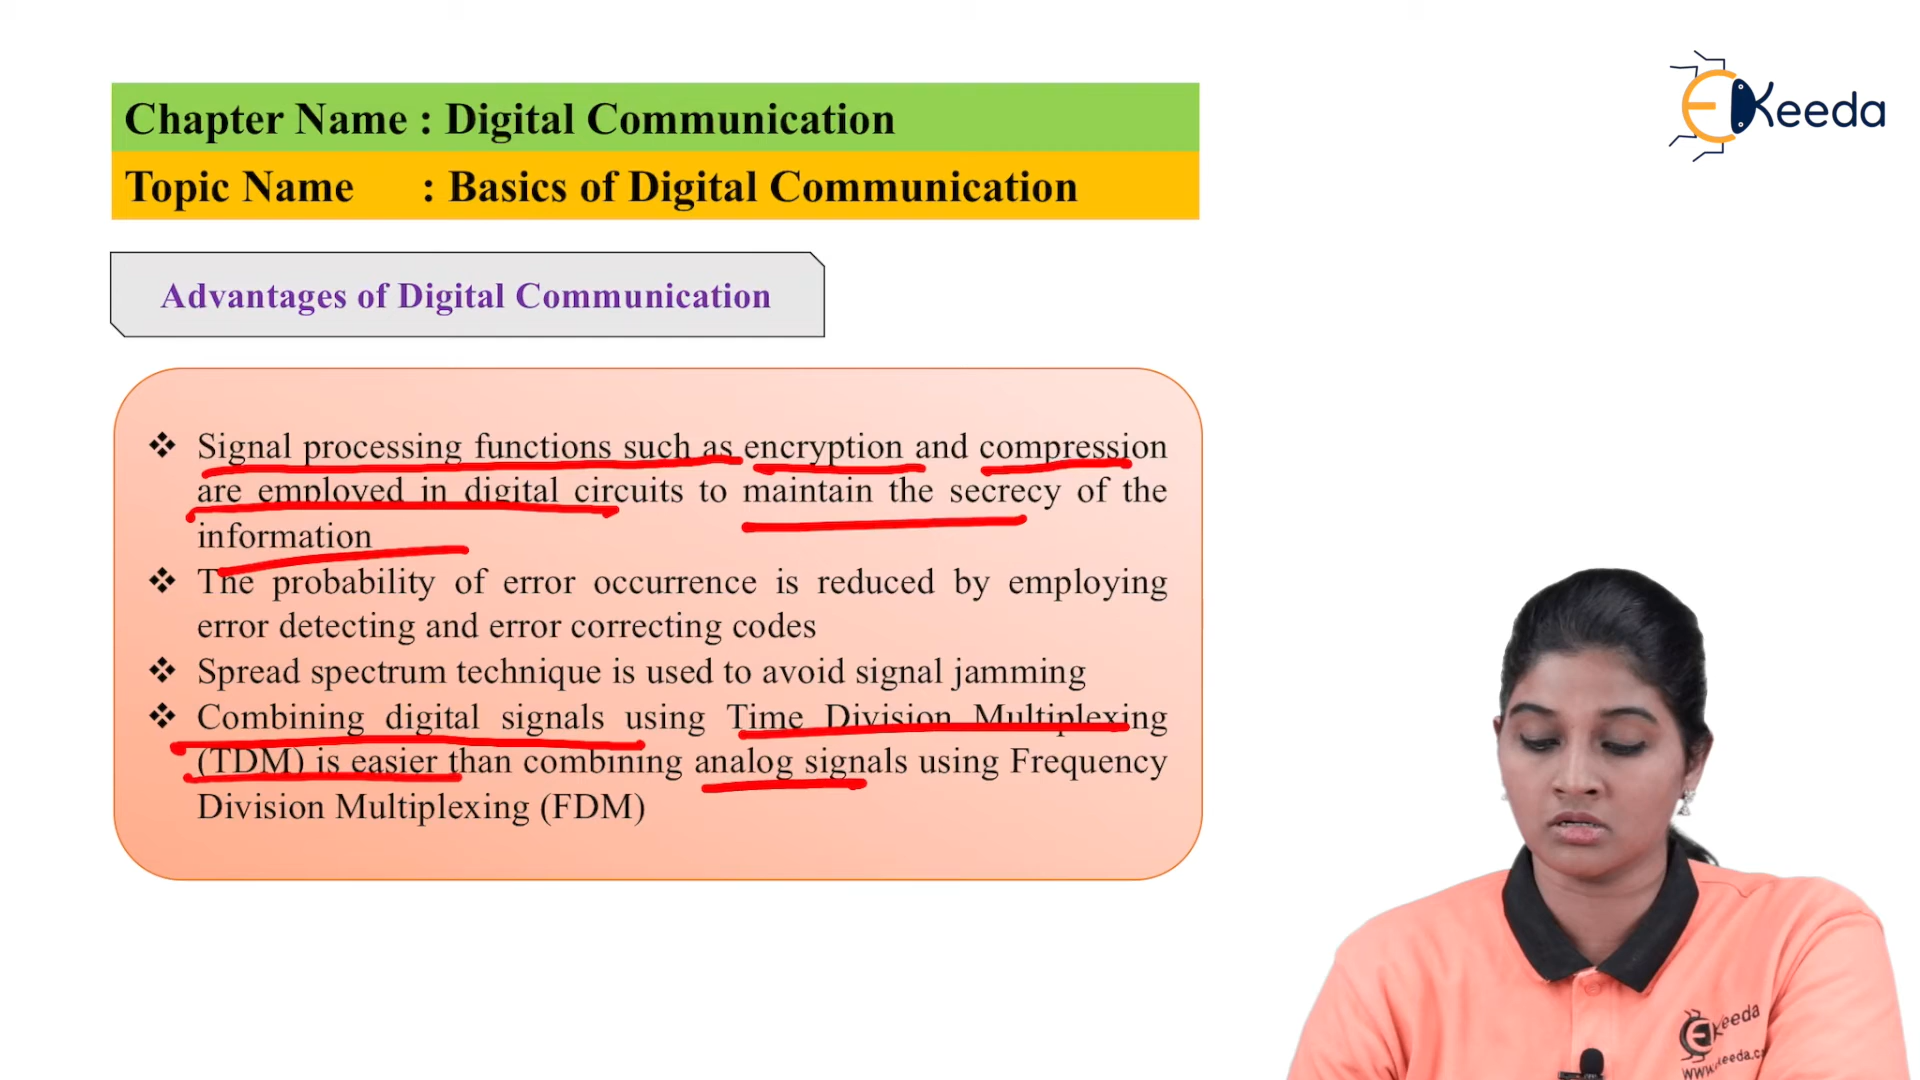 Chapter Name : Digital Communication
Topic Name : Basics of Digital Communication
EKeeda
Advantages of Digital Communication
❖ Signal processing functions such as encryption and compression
are employed in digital circuits to maintain the secrecy of the
information
❖ The probability of error occurrence is reduced by employing
error detecting and error correcting codes
❖ Spread spectrum technique is used to avoid signal jamming
❖ Combining digital signals using Time Division Multiplexing
(TDM) is easier than combining analog signals using Frequency
Division Multiplexing (FDM)
EKeeda